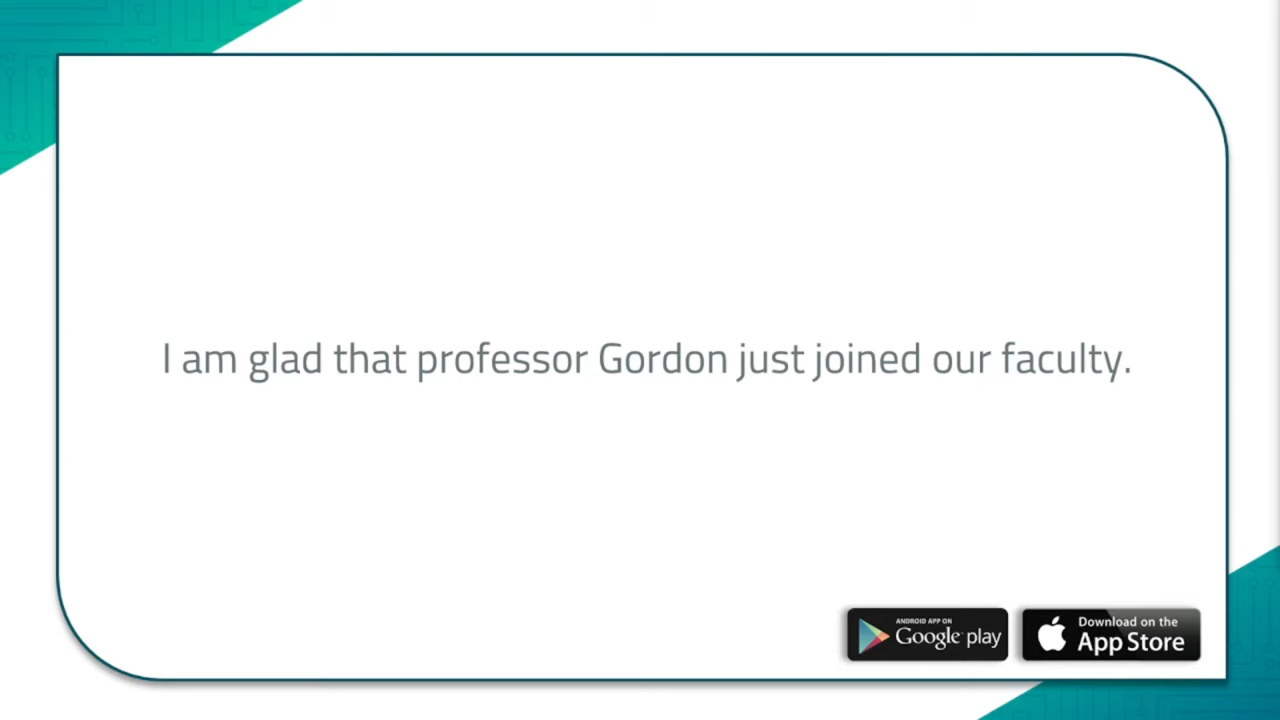 I am glad that professor Gordon just joined our faculty.
ANDROID APP ON
Google play
Download on the
App Store